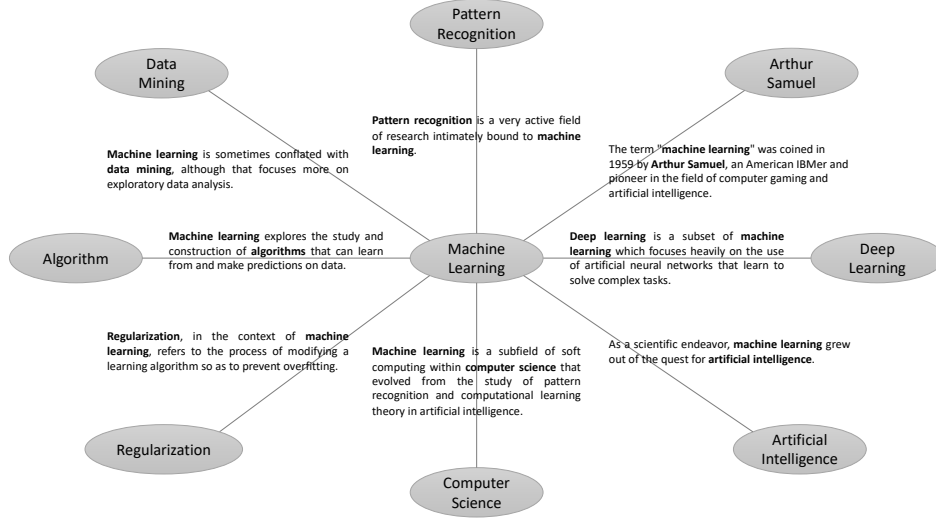 Pattern
Recognition
Data
Mining
Arthur
Samuel
Pattern recognition is a very active field
of research intimately bound to machine
learning.
Machine learning is sometimes conflated with
data mining, although that focuses more on
exploratory data analysis.
The term "machine learning" was coined in
1959 by Arthur Samuel, an American IBMer and
pioneer in the field of computer gaming and
artificial intelligence.
Algorithm
Machine learning explores the study and
construction of algorithms that can learn
from and make predictions on data.
Machine
Learning
Deep learning is a subset of machine
learning which focuses heavily on the use
of artificial neural networks that learn to
solve complex tasks.
Deep
Learning
Regularization, in the context of machine
learning, refers to the process of modifying a
learning algorithm so as to prevent overfitting.
Machine learning is a subfield of soft
computing within computer science that
evolved from the study of pattern
recognition and computational learning
theory in artificial intelligence.
As a scientific endeavor, machine learning grew
out of the quest for artificial intelligence.
Regularization
Computer
Science
Artificial
Intelligence